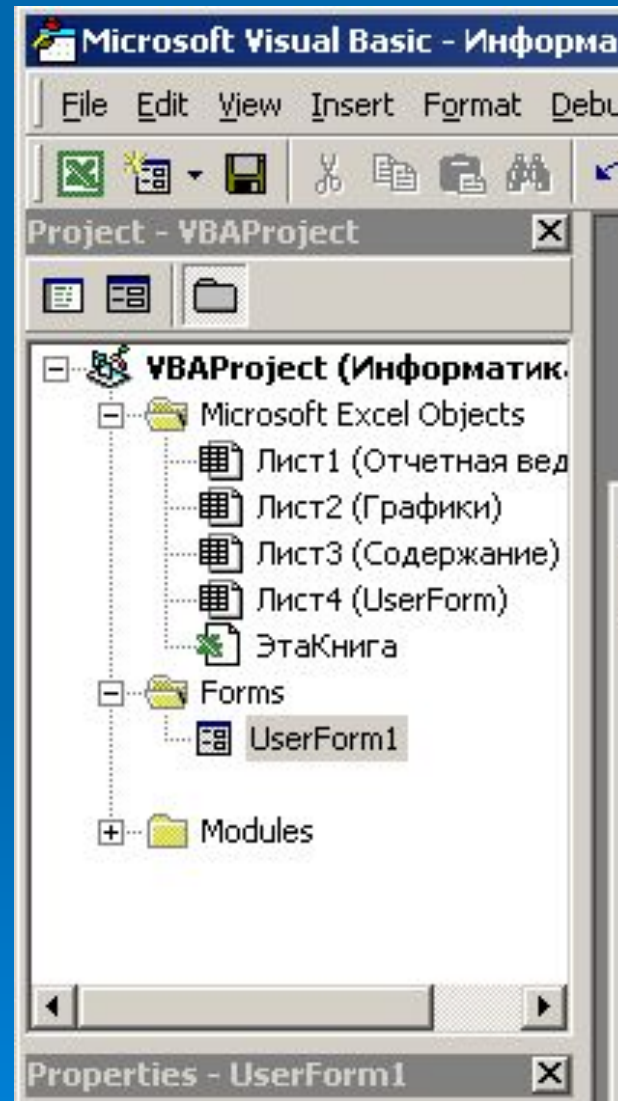 Microsoft Visual Basic - Информа
File Edit View Insert Format Debu
Project - VBAProject
VBAProject (Информатик
Microsoft Excel Objects
Лист1 (Отчетная вед
Лист2 (Графики)
Лист3 (Содержание)
Лист4 (UserForm)
ЭтаКнига
Forms
UserForm1
Modules
Properties - UserForm1